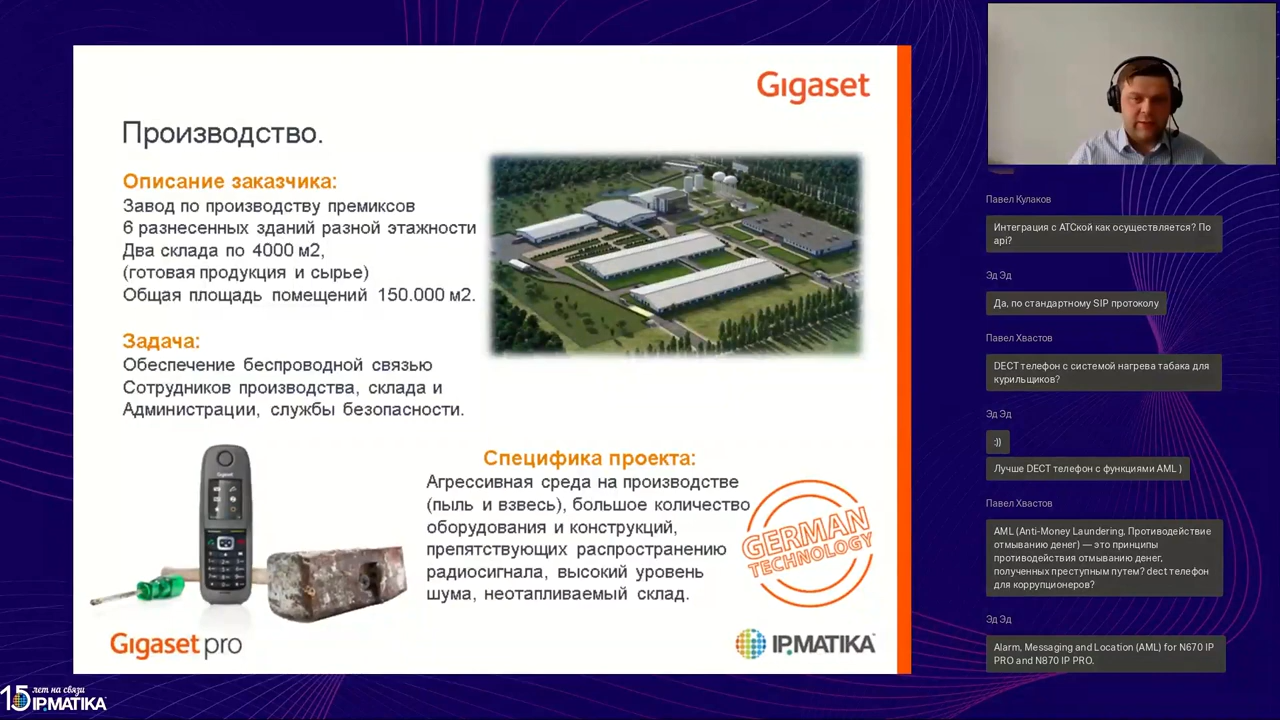 Gigaset
Производство.
Описание заказчика:
Завод по производству премиксов
6 разнесенных зданий разной этажности
Два склада по 4000 м2,
(готовая продукция и сырье)
Общая площадь помещений 150.000 м2.
Задача:
Обеспечение беспроводной связью
Сотрудников производства, склада и
Администрации, службы безопасности.
Специфика проекта:
Агрессивная среда на производстве
(пыль и взвесь), большое количество
оборудования и конструкций,
препятствующих распространению
радиосигнала, высокий уровень
шума, неотапливаемый склад.
GERMAN
TECHNOLOGY
Gigaset pro
IP.MATIKA
15 лет на связи
IP.MATIKA
Павел Кулаков
Интеграция с АТСкой как осуществляется? По
api?
Эд Эд
Да, по стандартному SIP протоколу
Павел Хвастов
DECT телефон с системой нагрева табака для
курильщиков?
Эд Эд
:))
Лучше DECT телефон с функциями AML )
Павел Хвастов
AML (Anti-Money Laundering, Противодействие
отмыванию денег) — это принципы
противодействия отмыванию денег,
полученных преступным путем? dect телефон
для коррупционеров?
Эд Эд
Alarm, Messaging and Location (AML) for N670 IP
PRO and N870 IP PRO.